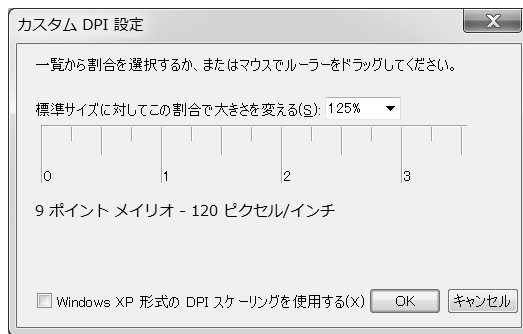 カスタム DPI 設定
一覧から割合を選択するか、またはマウスでルーラーをドラッグしてください。
標準サイズに対してこの割合で大きさを変える(S): 125%
0 1 2 3
9 ポイント メイリオ - 120 ピクセル/インチ
Windows XP 形式の DPI スケーリングを使用する(X) OK キャンセル